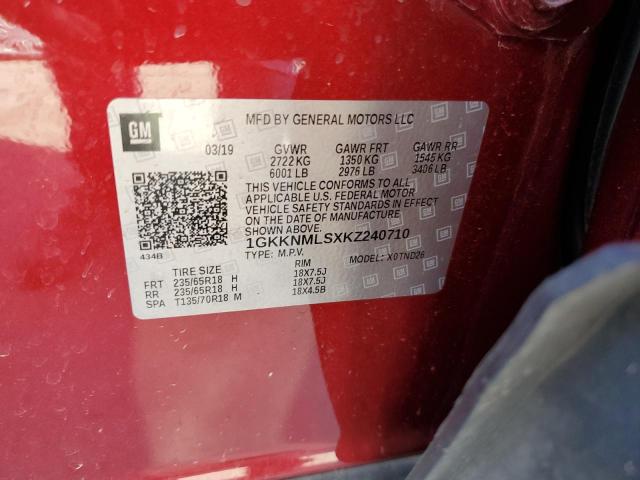 GM
MFD BY GENERAL MOTORS LLC
03/19 GVWR GAWR FRT GAWR RR
2722 KG 1350 KG 1545 KG
6001 LB 2976 LB 3406 LB
THIS VEHICLE CONFORMS TO ALL
APPLICABLE U.S. FEDERAL MOTOR
VEHICLE SAFETY STANDARDS IN EFFECT
ON THE DATE OF MANUFACTURE
SHOWN ABOVE.
1GKKNMLSXKZ240710
434B TYPE: M.P.V. MODEL: X0TND26
TIRE SIZE RIM
FRT 235/65R18 H 18X7.5J
RR 235/65R18 H 18X7.5J
SPA T135/70R18 M 18X4.5B